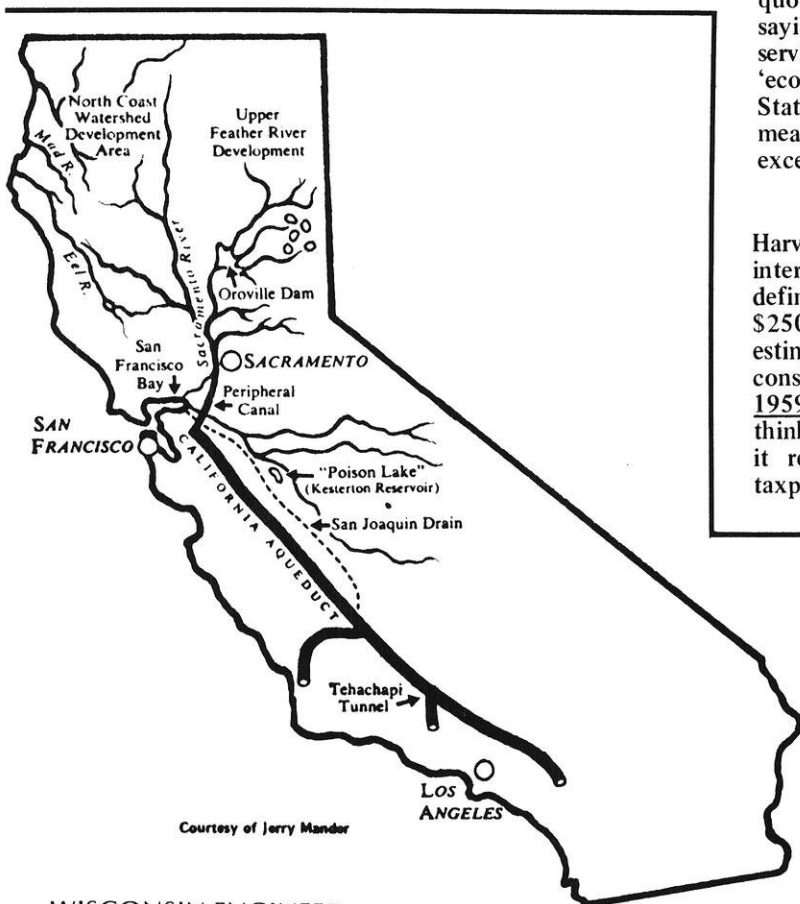 North Coast
Watershed
Development
Area
Upper
Feather River
Development
Mad R.
Eel R.
Sacramento River
Oroville Dam
San
Francisco
Bay
SACRAMENTO
Peripheral
Canal
SAN
FRANCISCO
CALIFORNIA AQUEDUCT
"Poison Lake"
(Kesterton Reservoir)
San Joaquin Drain
Tehachapi
Tunnel
LOS
ANGELES
Courtesy of Jerry Mander
sayi
serv
'eco
Stat
mea
exce
Harv
inter
defin
$250
estin
cons
1959
think
it re
taxp